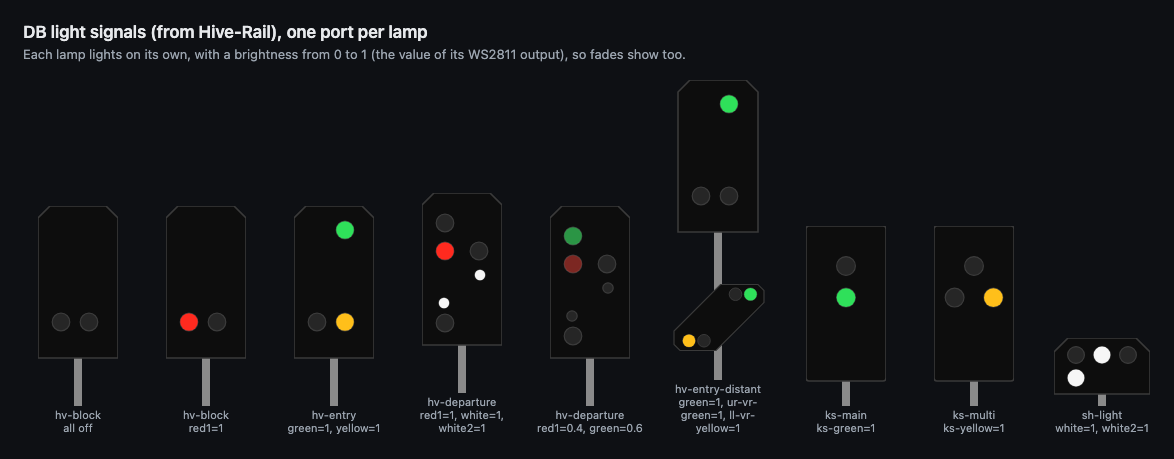 DB light signals (from Hive-Rail), one port per lamp
Each lamp lights on its own, with a brightness from 0 to 1 (the value of its WS2811 output), so fades show too.
hv-block
all off
hv-block
red1=1
hv-entry
green=1, yellow=1
hv-departure
red1=1, white=1,
white2=1
hv-departure
red1=0.4, green=0.6
hv-entry-distant
green=1, ur-vr-
green=1, ll-vr-
yellow=1
ks-main
ks-green=1
ks-multi
ks-yellow=1
sh-light
white=1, white2=1